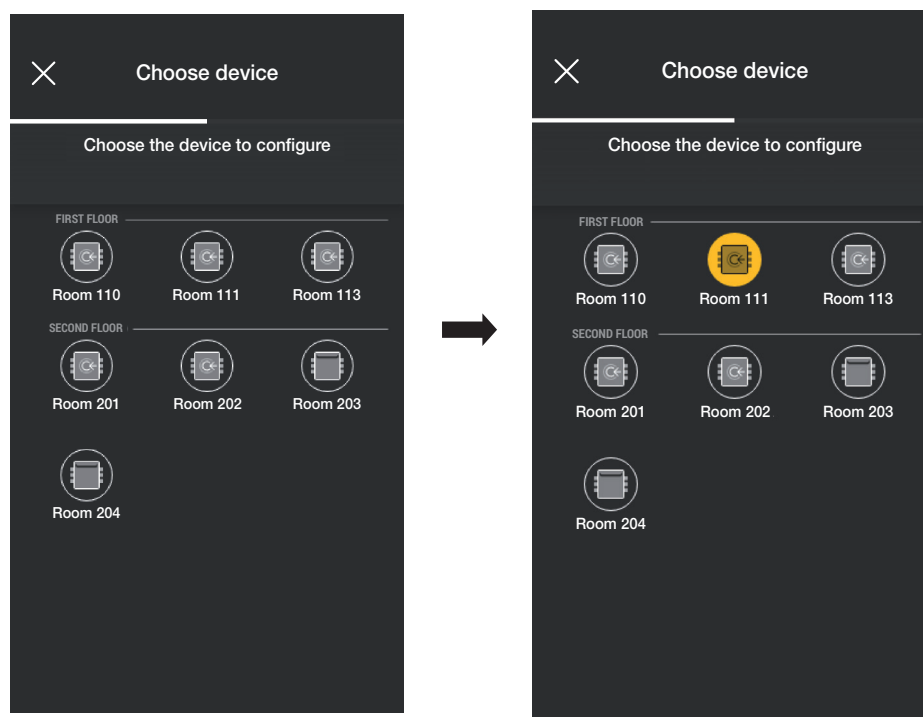 Choose device
Choose the device to configure
FIRST FLOOR
Room 110 Room 111 Room 113
SECOND FLOOR
Room 201 Room 202 Room 203
Room 204
Choose device
Choose the device to configure
FIRST FLOOR
Room 110 Room 111 Room 113
SECOND FLOOR
Room 201 Room 202 Room 203
Room 204